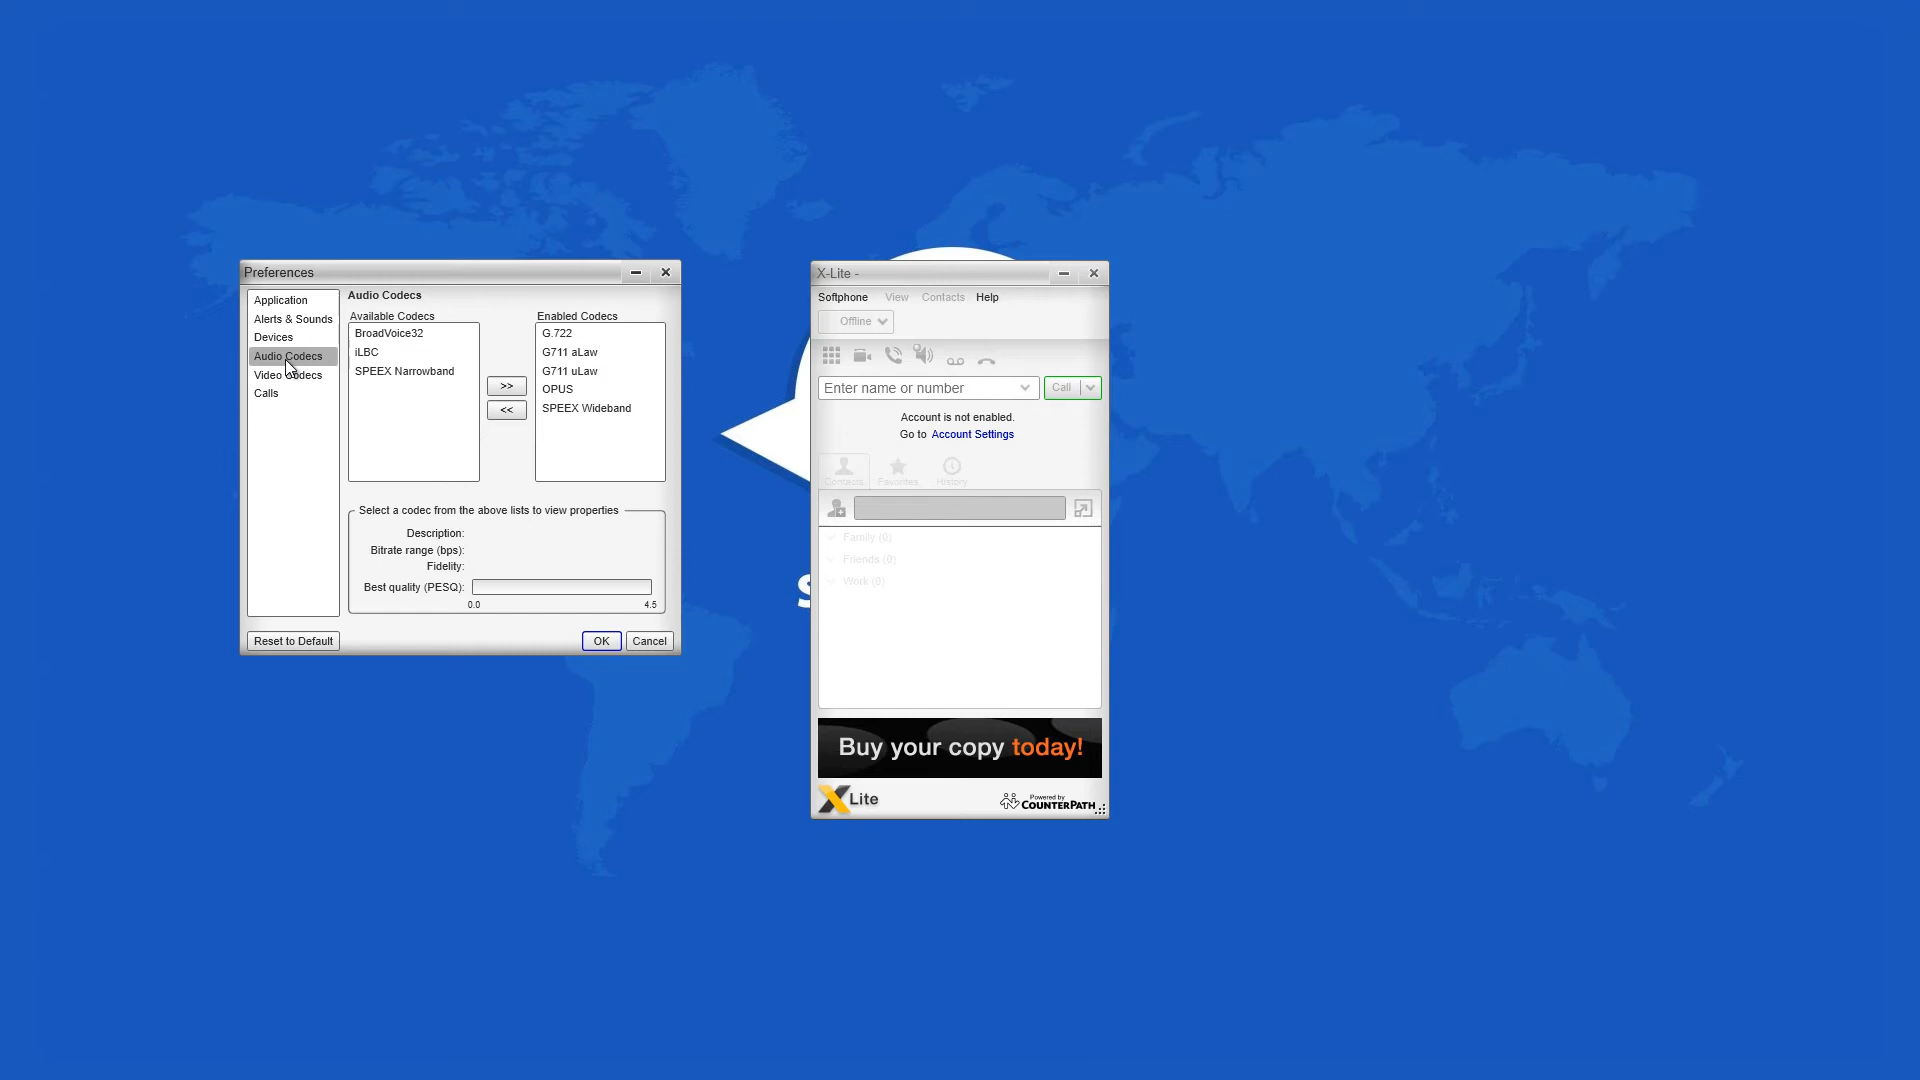 Preferences
Application
Alerts & Sounds
Devices
Audio Codecs
Video Codecs
Calls
Audio Codecs
Available Codecs
BroadVoice32
iLBC
SPEEX Narrowband
>>
<<
Enabled Codecs
G.722
G711 aLaw
G711 uLaw
OPUS
SPEEX Wideband
Select a codec from the above lists to view properties
Description:
Bitrate range (bps):
Fidelity:
Best quality (PESQ):
0.0 4.5
Reset to Default
OK
Cancel
X-Lite -
Softphone View Contacts Help
Offline
Enter name or number
Call
Account is not enabled.
Go to Account Settings
Contacts Favorites History
Family (0)
Friends (0)
Work (0)
Buy your copy today!
X Lite
Powered by
COUNTERPATH
S